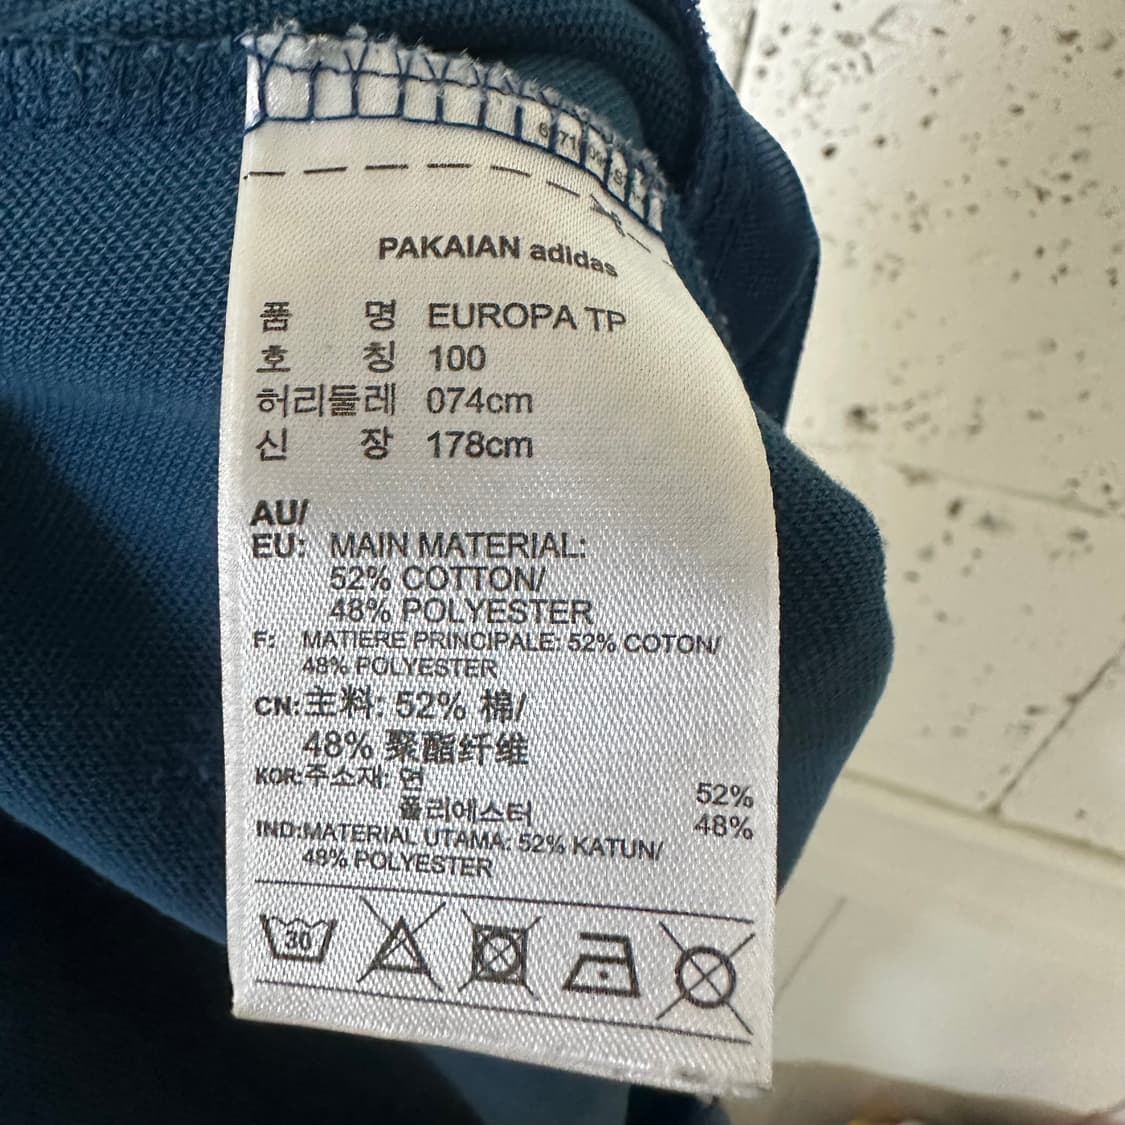 PAKAIAN adidas
품 명 EUROPA TP
호 칭 100
허리둘레 074cm
신 장 178cm
AU/
EU: MAIN MATERIAL:
52% COTTON/
48% POLYESTER
F: MATIERE PRINCIPALE: 52% COTON/
48% POLYESTER
CN:主料: 52% 棉/
48% 聚酯纤维
KOR:주소재: 면 52%
폴리에스터 48%
IND:MATERIAL UTAMA: 52% KATUN/
48% POLYESTER
30